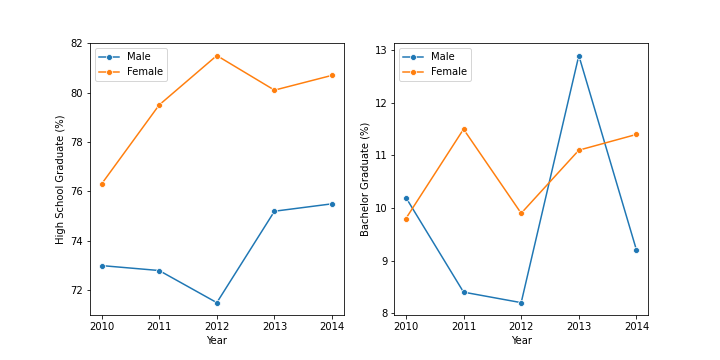 Male
Female
High School Graduate (%)
82
80
78
76
74
72
2010 2011 2012 2013 2014
Year
Male
Female
Bachelor Graduate (%)
13
12
11
10
9
8
2010 2011 2012 2013 2014
Year